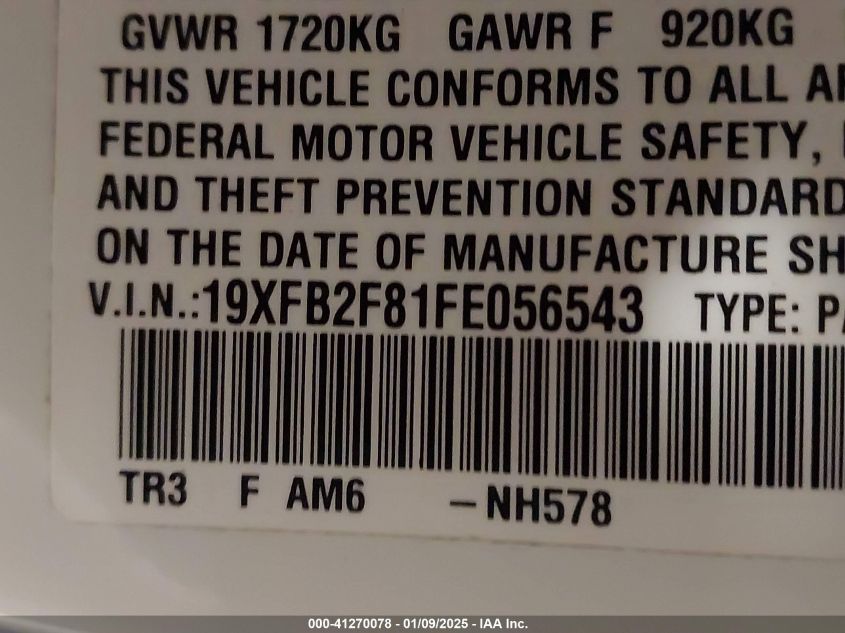 GVWR 1720KG GAWR F 920KG
THIS VEHICLE CONFORMS TO ALL
FEDERAL MOTOR VEHICLE SAFETY,
AND THEFT PREVENTION STANDARD
ON THE DATE OF MANUFACTURE SH
V.I.N.:19XFB2F81FE056543 TYPE: PA
TR3 F AM6 –NH578
000-41270078 - 01/09/2025 - IAA Inc.